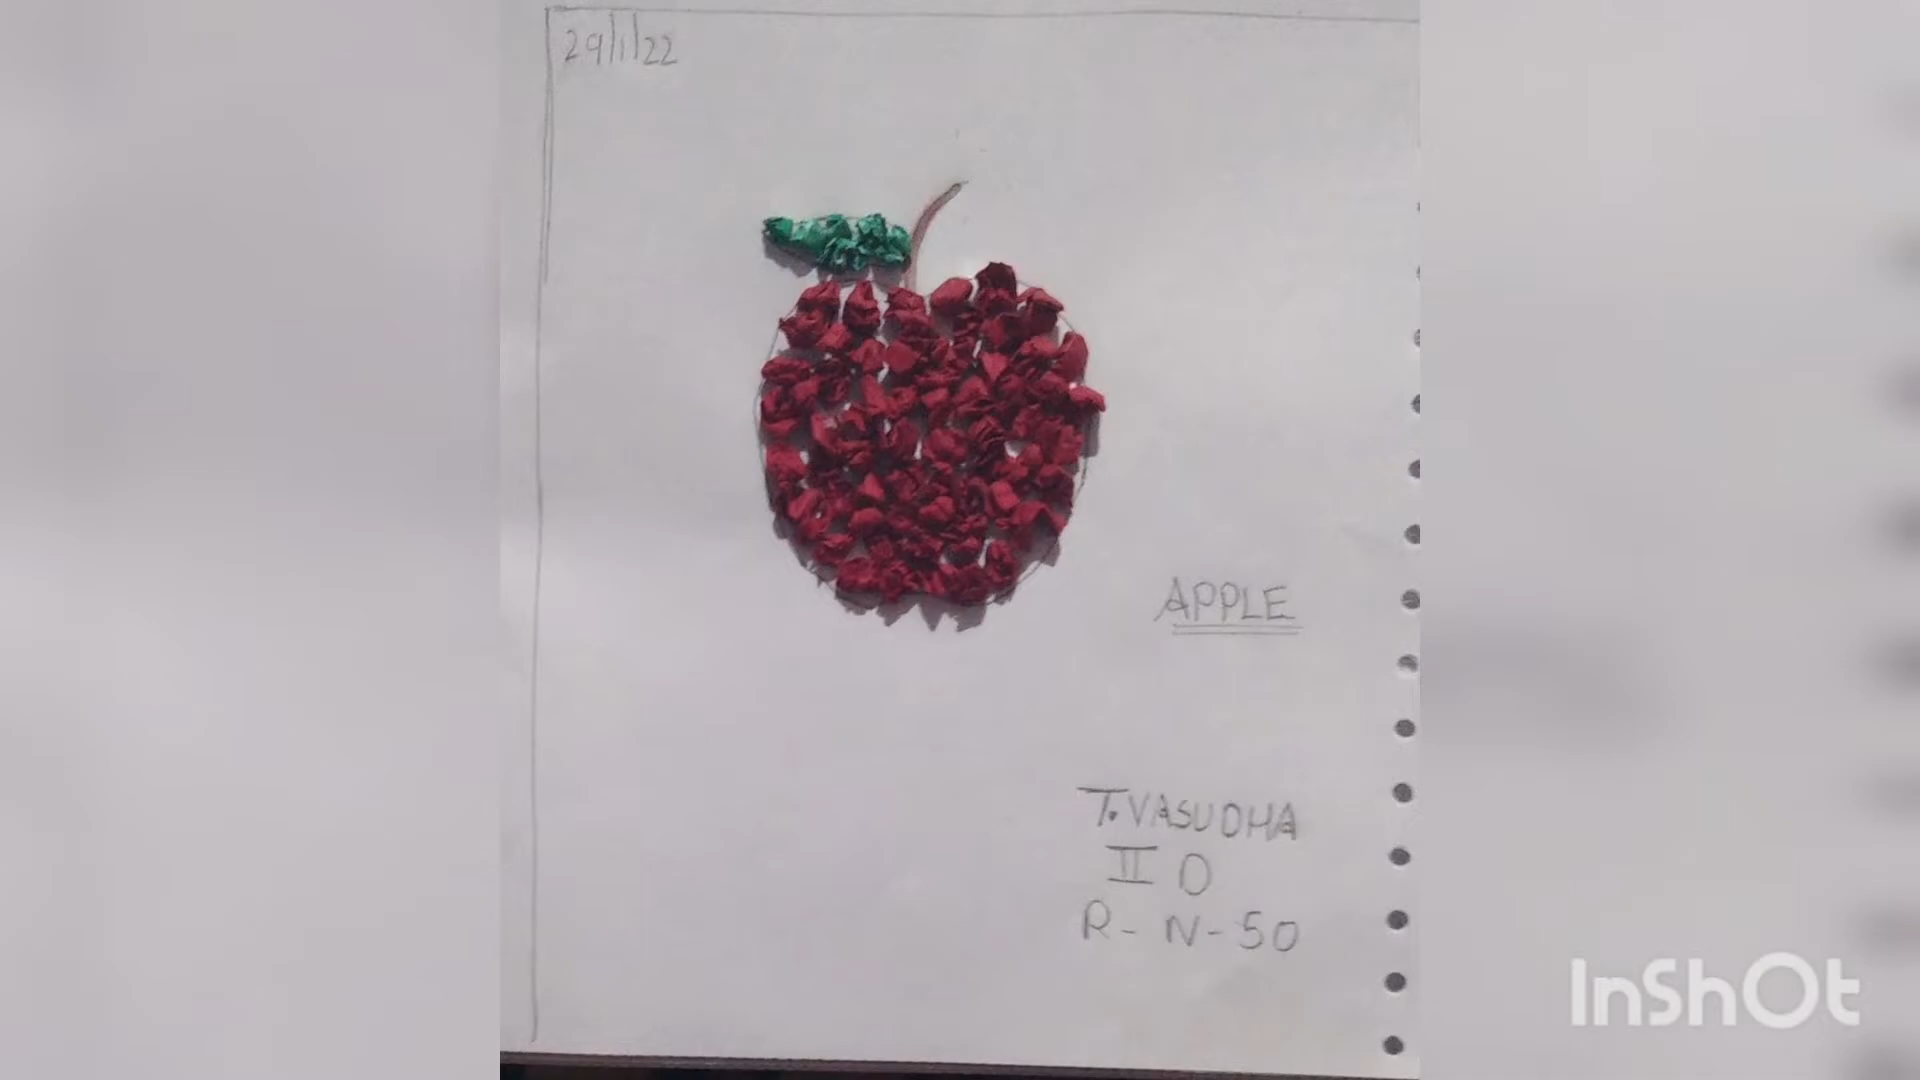 29/1/22
APPLE
T. VASUDHA
II D
R - N - 50
InShOt